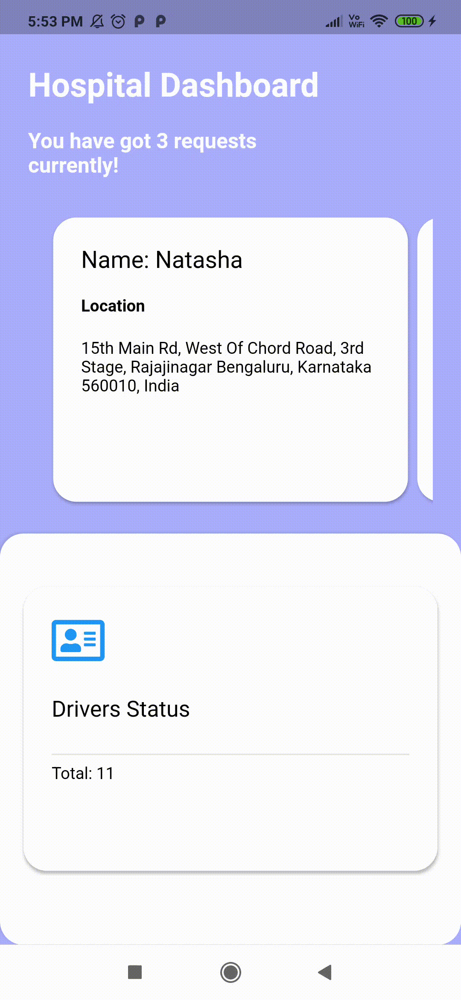 5:53 PM
Vo
WiFi
100
Hospital Dashboard
You have got 3 requests
currently!
Name: Natasha
Location
15th Main Rd, West Of Chord Road, 3rd
Stage, Rajajinagar Bengaluru, Karnataka
560010, India
Drivers Status
Total: 11